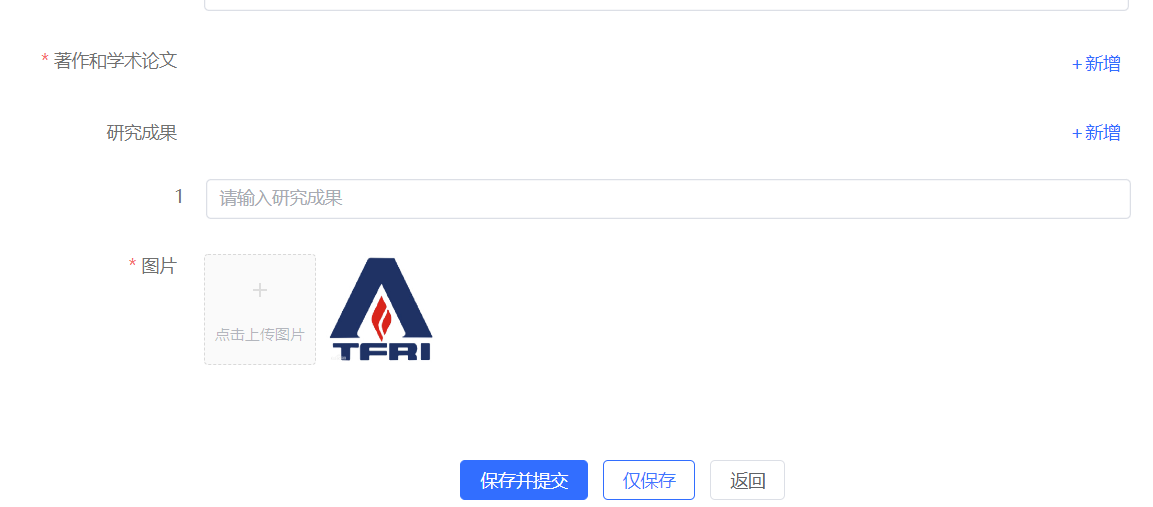 * 著作和学术论文
+ 新增
研究成果
+ 新增
1
请输入研究成果
* 图片
+
点击上传图片
TFRI
保存并提交
仅保存
返回